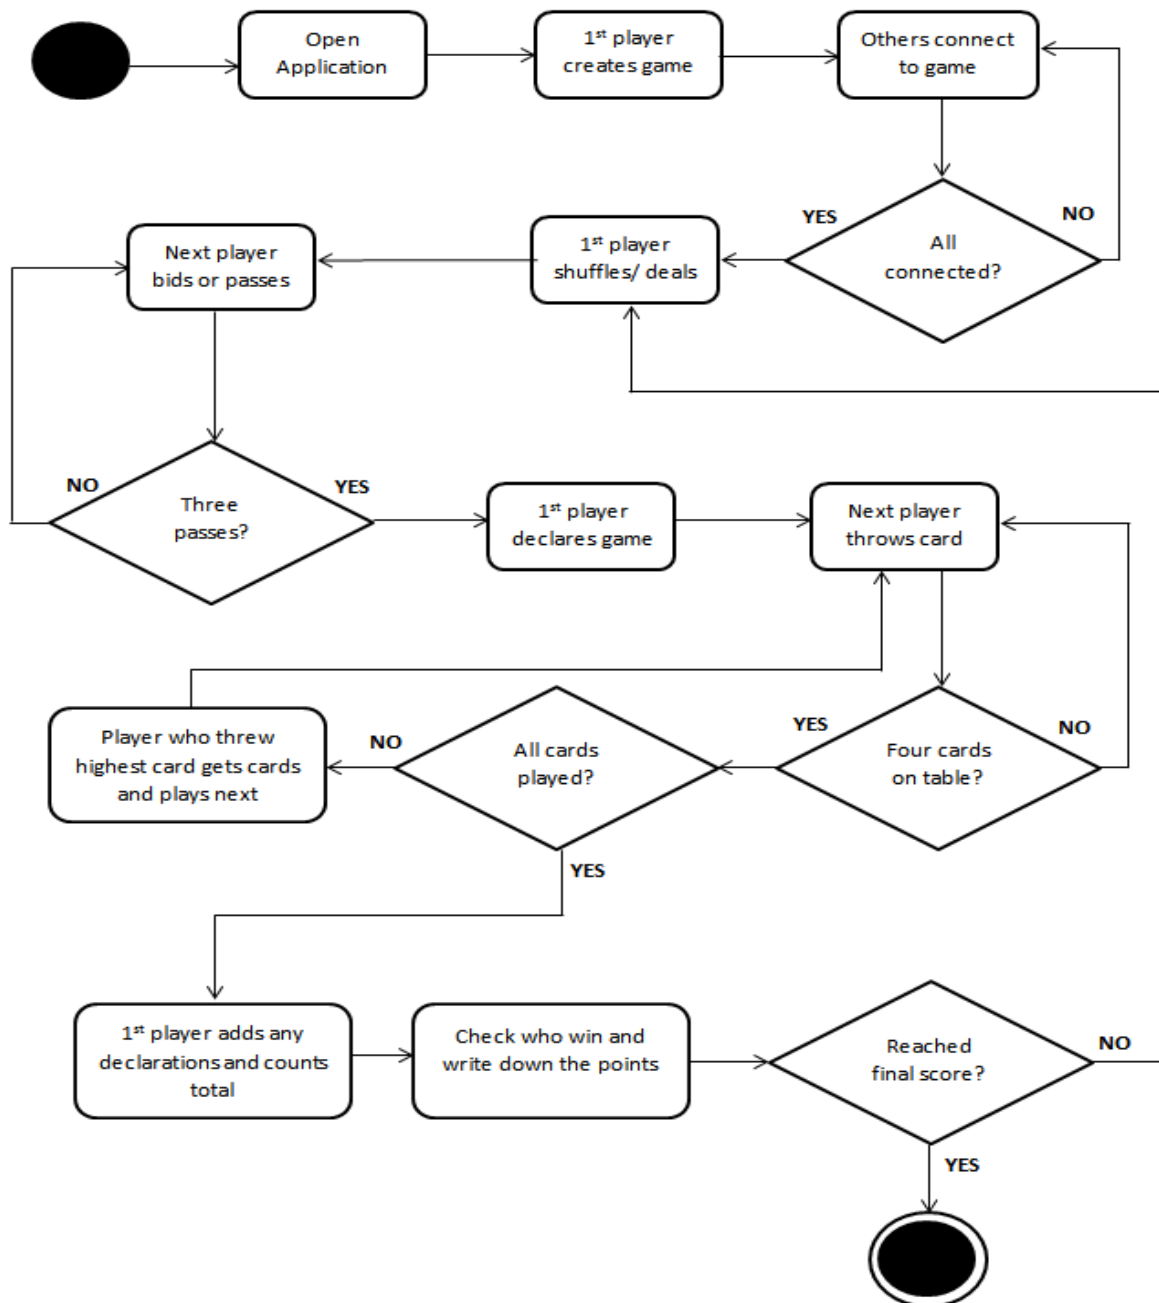 Open
Application
1st player
creates game
Others connect
to game
YES
NO
All
connected?
1st player
shuffles/ deals
Next player
bids or passes
NO
YES
Three
passes?
1st player
declares game
Next player
throws card
YES
NO
Four cards
on table?
NO
All cards
played?
YES
Player who threw
highest card gets cards
and plays next
1st player adds any
declarations and counts
total
Check who win and
write down the points
Reached
final score?
NO
YES